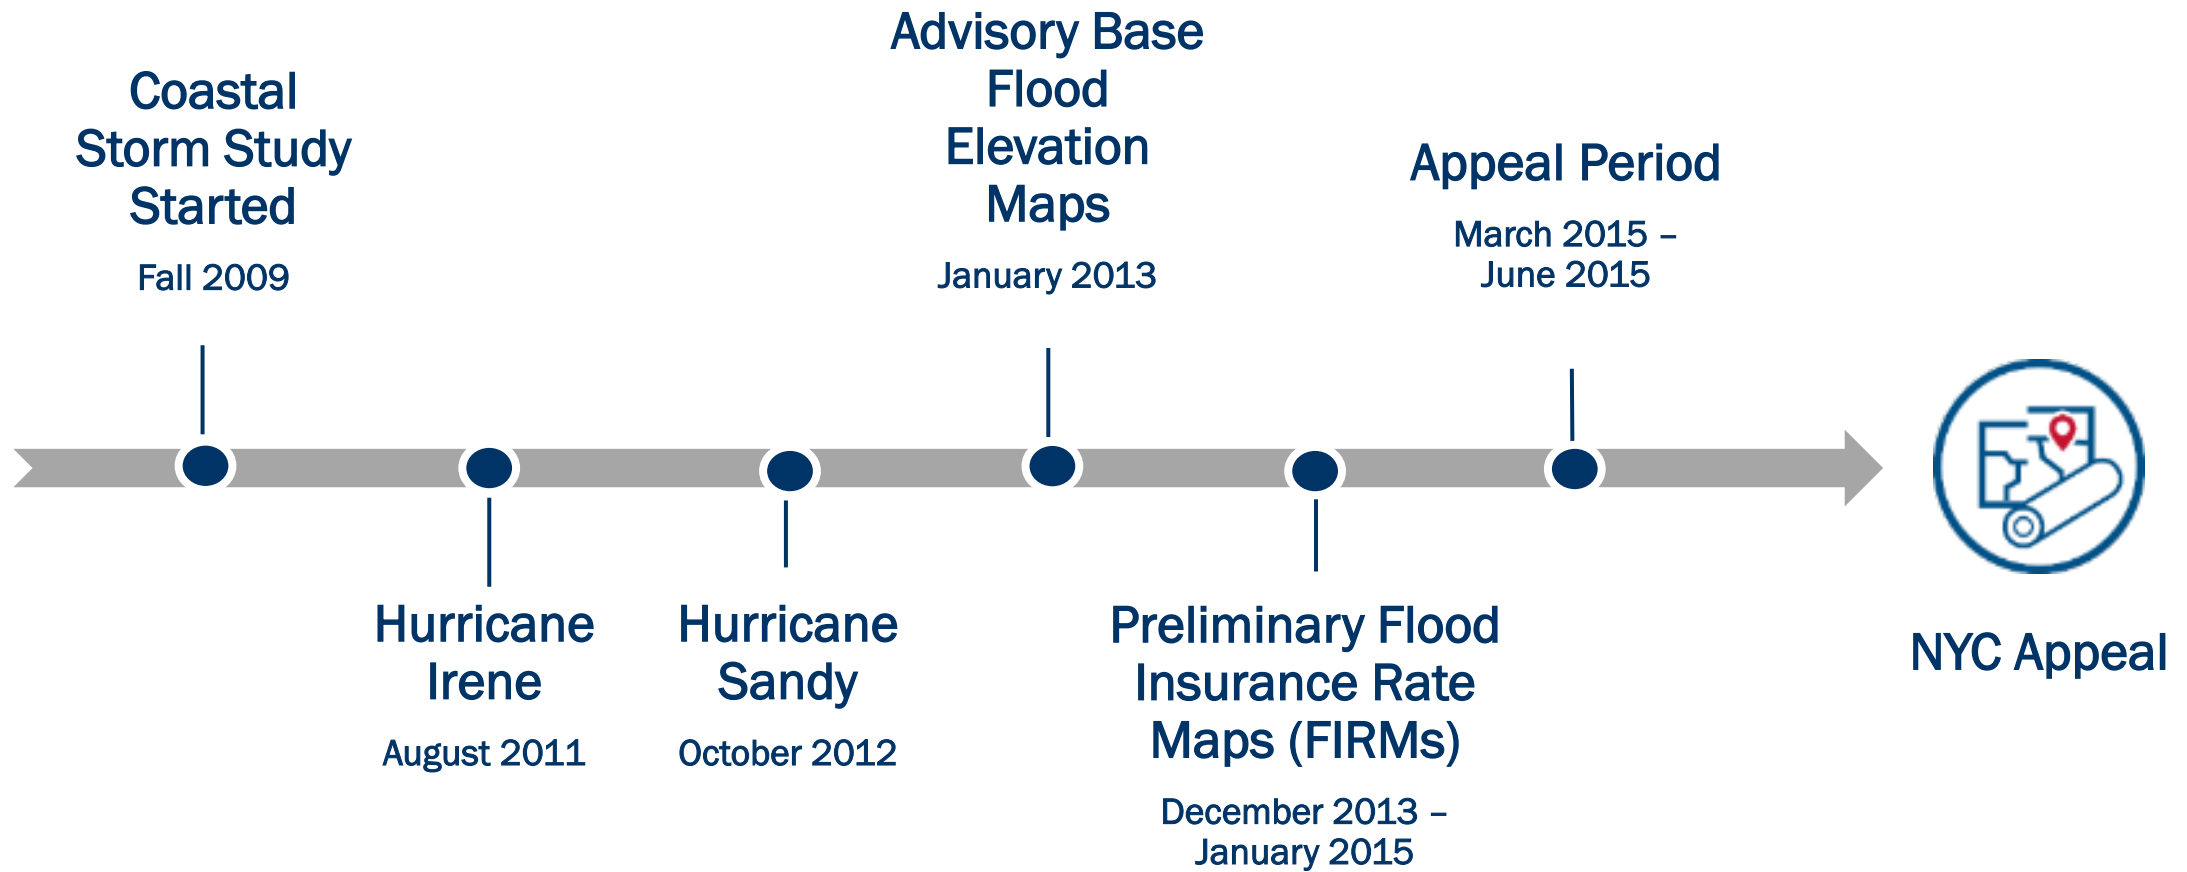 Coastal
Storm Study
Started
Fall 2009
Hurricane
Irene
August 2011
Hurricane
Sandy
October 2012
Advisory Base
Flood
Elevation
Maps
January 2013
Preliminary Flood
Insurance Rate
Maps (FIRMs)
December 2013 –
January 2015
Appeal Period
March 2015 –
June 2015
NYC Appeal